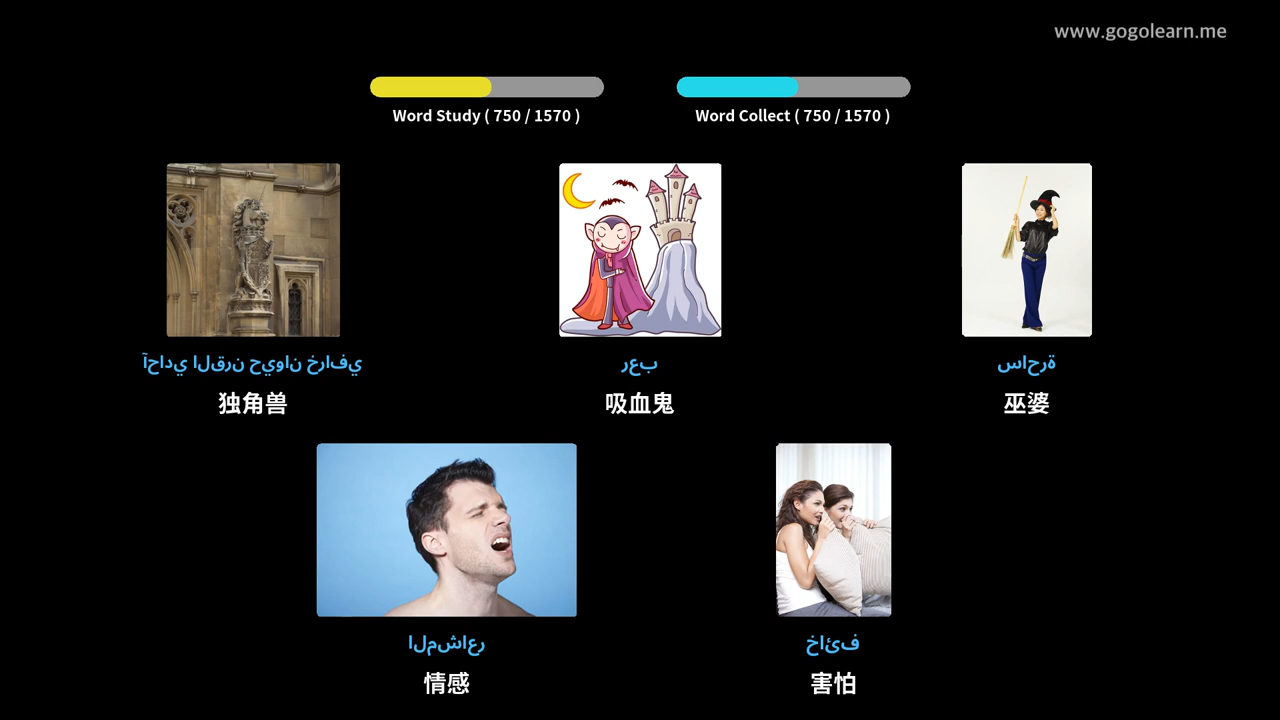 www.gogolearn.me
Word Study ( 750 / 1570 )
Word Collect ( 750 / 1570 )
آحادي القرن حيوان خرافي
独角兽
رعب
吸血鬼
ساحرة
巫婆
المشاعر
情感
خائف
害怕